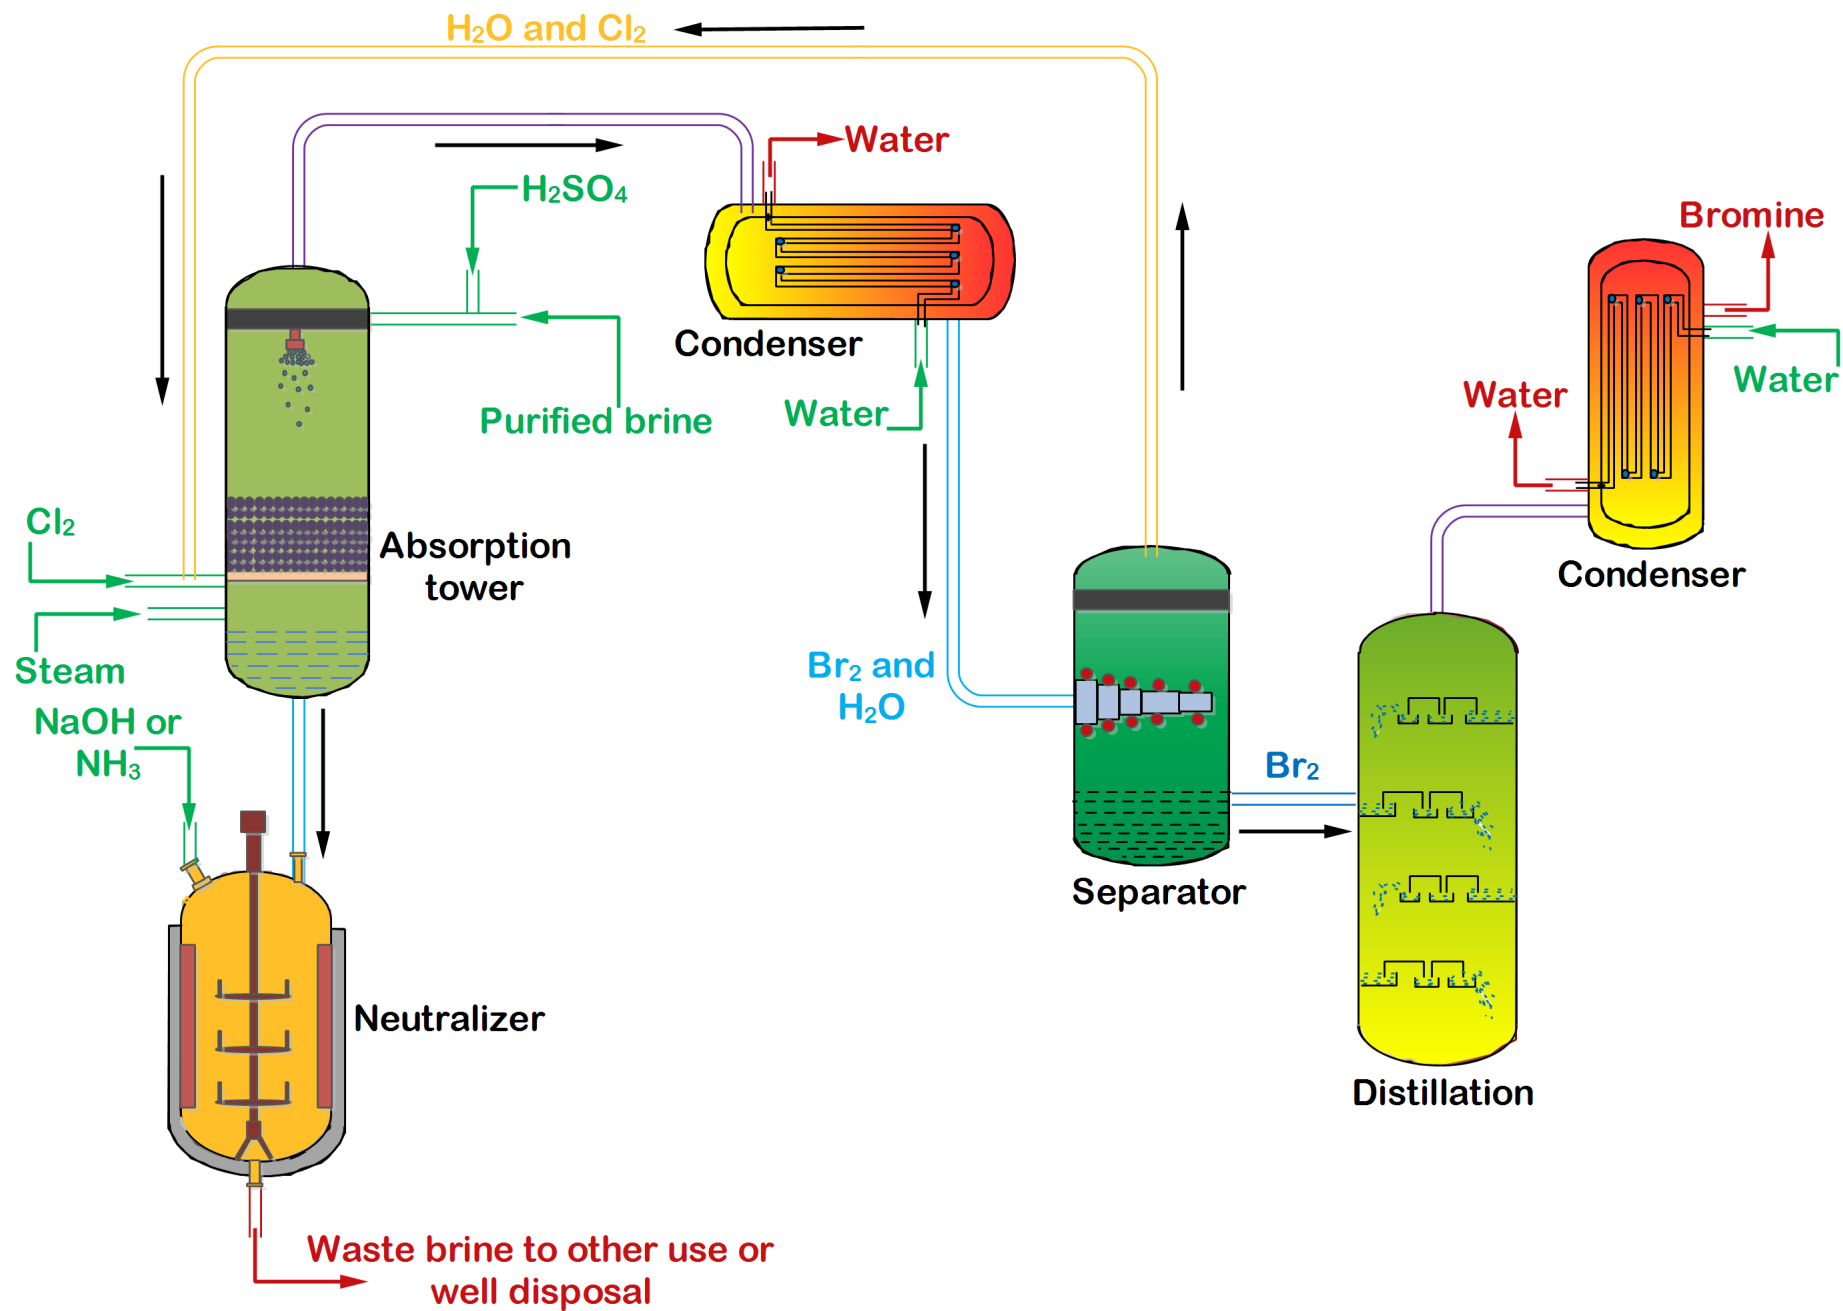 H₂O and Cl₂
Water
H₂SO₄
Bromine
Condenser
Purified brine
Water
Water
Water
Cl₂
Absorption
tower
Condenser
Steam
Br₂ and
H₂O
NaOH or
NH₃
Br₂
Separator
Neutralizer
Distillation
Waste brine to other use or
well disposal